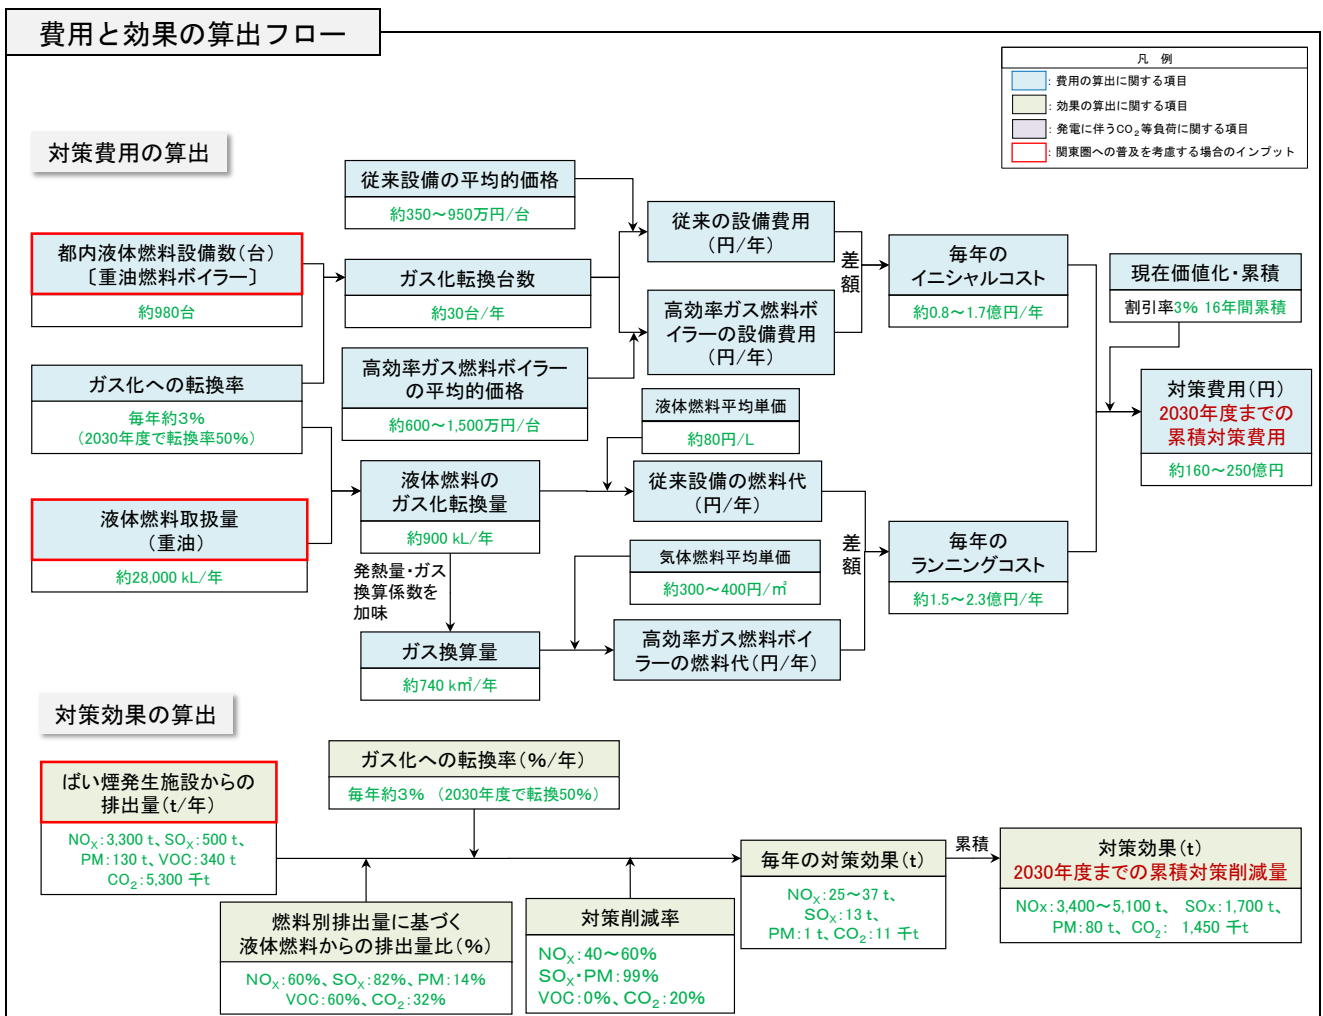 費用と効果の算出フロー
凡 例
：費用の算出に関する項目
：効果の算出に関する項目
：発電に伴うCO₂等負荷に関する項目
：関東圏への普及を考慮する場合のインプット
対策費用の算出
従来設備の平均的価格
約350～950万円/台
都内液体燃料設備数(台)
〔重油燃料ボイラー〕
約980台
ガス化転換台数
約30台/年
従来の設備費用
(円/年)
高効率ガス燃料ボ
イラーの設備費用
(円/年)
差額
毎年の
イニシャルコスト
約0.8～1.7億円/年
現在価値化・累積
割引率3% 16年間累積
ガス化への転換率
毎年約3%
(2030年度で転換率50%)
高効率ガス燃料ボイラー
の平均的価格
約600～1,500万円/台
液体燃料平均単価
約80円/L
対策費用(円)
2030年度までの
累積対策費用
約160～250億円
液体燃料の
ガス化転換量
約900 kL/年
従来設備の燃料代
(円/年)
液体燃料取扱量
(重油)
約28,000 kL/年
発熱量・ガス
換算係数を
加味
気体燃料平均単価
約300～400円/㎥
差額
毎年の
ランニングコスト
約1.5～2.3億円/年
ガス換算量
約740 k㎥/年
高効率ガス燃料ボイ
ラーの燃料代(円/年)
対策効果の算出
ガス化への転換率(%/年)
毎年約3% (2030年度で転換50%)
ばい煙発生施設からの
排出量(t/年)
NOX：3,300 t、SOX：500 t、
PM：130 t、VOC：340 t
CO₂：5,300 千t
燃料別排出量に基づく
液体燃料からの排出量比(%)
NOX：60%、SOX：82%、PM：14%
VOC：60%、CO₂：32%
対策削減率
NOX：40～60%
SOX・PM：99%
VOC：0%、CO₂：20%
毎年の対策効果(t)
NOX：25～37 t、
SOX：13 t、
PM：1 t、CO₂：11 千t
累積
対策効果(t)
2030年度までの累積対策削減量
NOx：3,400～5,100 t、 SOx：1,700 t、
PM：80 t、CO₂： 1,450 千t